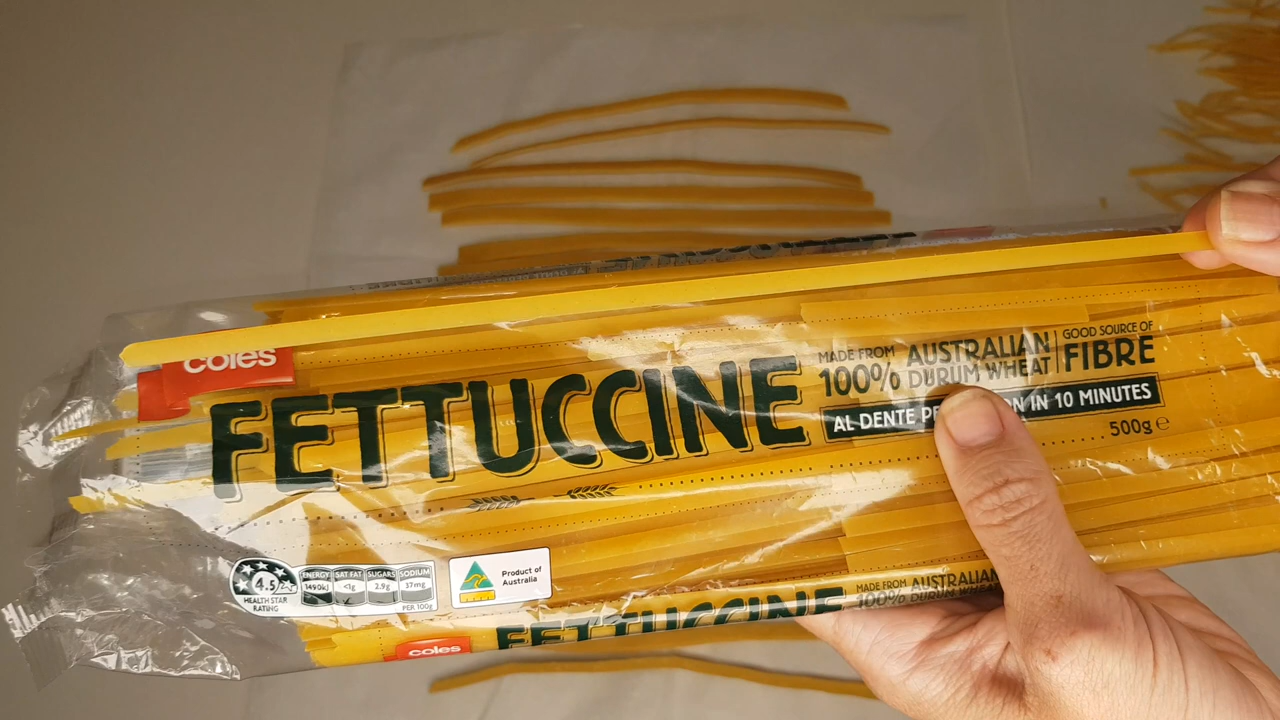 coles
FETTUCCINE
MADE FROM AUSTRALIAN
100% DURUM WHEAT
GOOD SOURCE OF
FIBRE
AL DENTE IN 10 MINUTES
500g e
4.5
HEALTH STAR
RATING
ENERGY SAT FAT SUGARS SODIUM
1490kJ <1g 2.9g 37mg
PER 100g
Product of
Australia
coles
FETTUCCINE
MADE FROM AUSTRALIAN
100% DURUM WHEAT